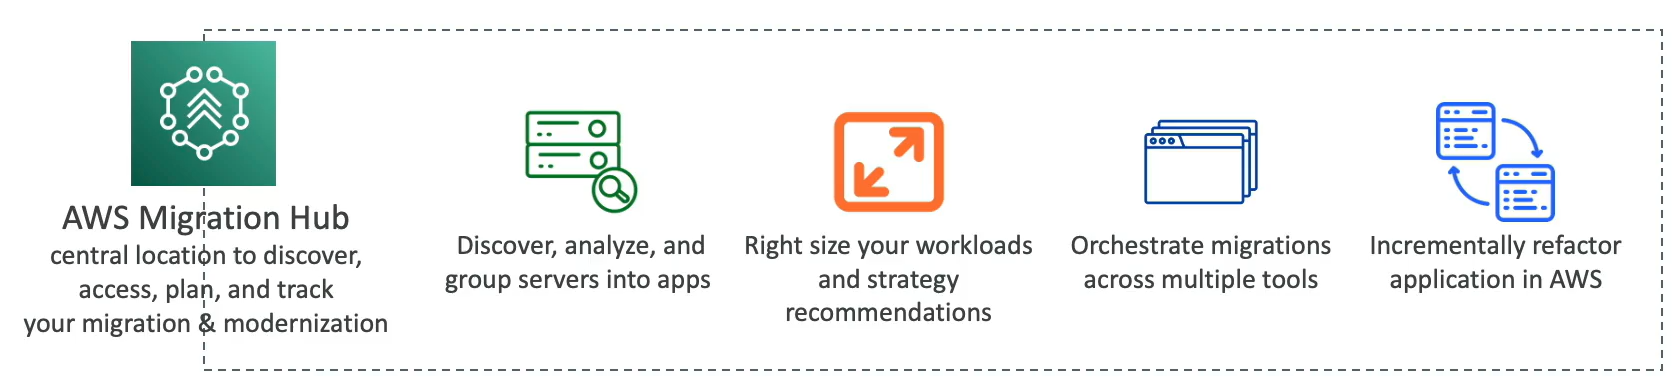 AWS Migration Hub
central location to discover,
access, plan, and track
your migration & modernization
Discover, analyze, and
group servers into apps
Right size your workloads
and strategy
recommendations
Orchestrate migrations
across multiple tools
Incrementally refactor
application in AWS